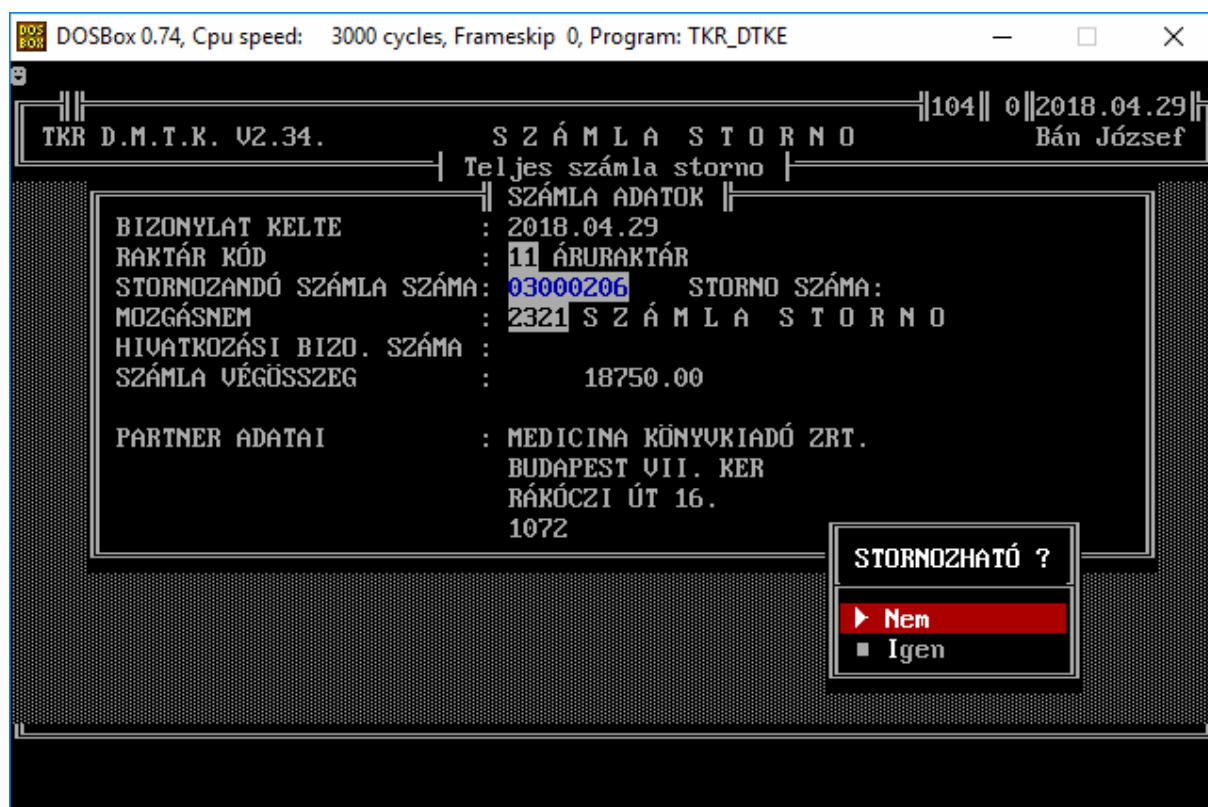 DOSBox 0.74, Cpu speed: 3000 cycles, Frameskip 0, Program: TKR_DTKE
104 0 2018.04.29
TKR D.M.T.K. V2.34. S Z Á M L A S T O R N O Bán József
Teljes számla storno
SZÁMLA ADATOK
BIZONYLAT KELTE : 2018.04.29
RAKTÁR KÓD : 11 ÁRURAKTÁR
STORNOZANDÓ SZÁMLA SZÁMA: 03000206 STORNO SZÁMA:
MOZGÁSNEM : 2321 S Z Á M L A S T O R N O
HIVATKOZÁSI BIZO. SZÁMA :
SZÁMLA VÉGÖSSZEG : 18750.00
PARTNER ADATAI : MEDICINA KÖNYVKIADÓ ZRT.
BUDAPEST VII. KER
RÁKÓCZI ÚT 16.
1072
STORNOZHATÓ ?
Nem
Igen